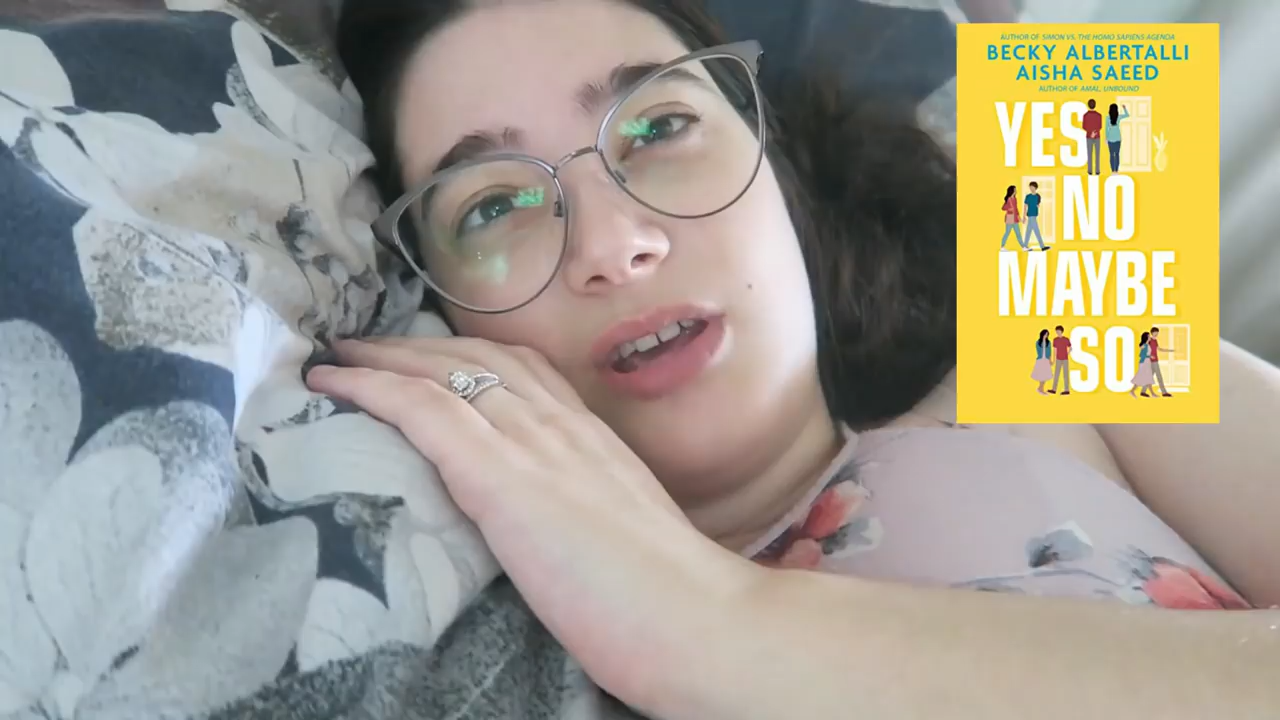 AUTHOR OF SIMON VS. THE HOMO SAPIENS AGENDA
BECKY ALBERTALLI
AISHA SAEED
AUTHOR OF AMAL UNBOUND
YES
NO
MAYBE
SO